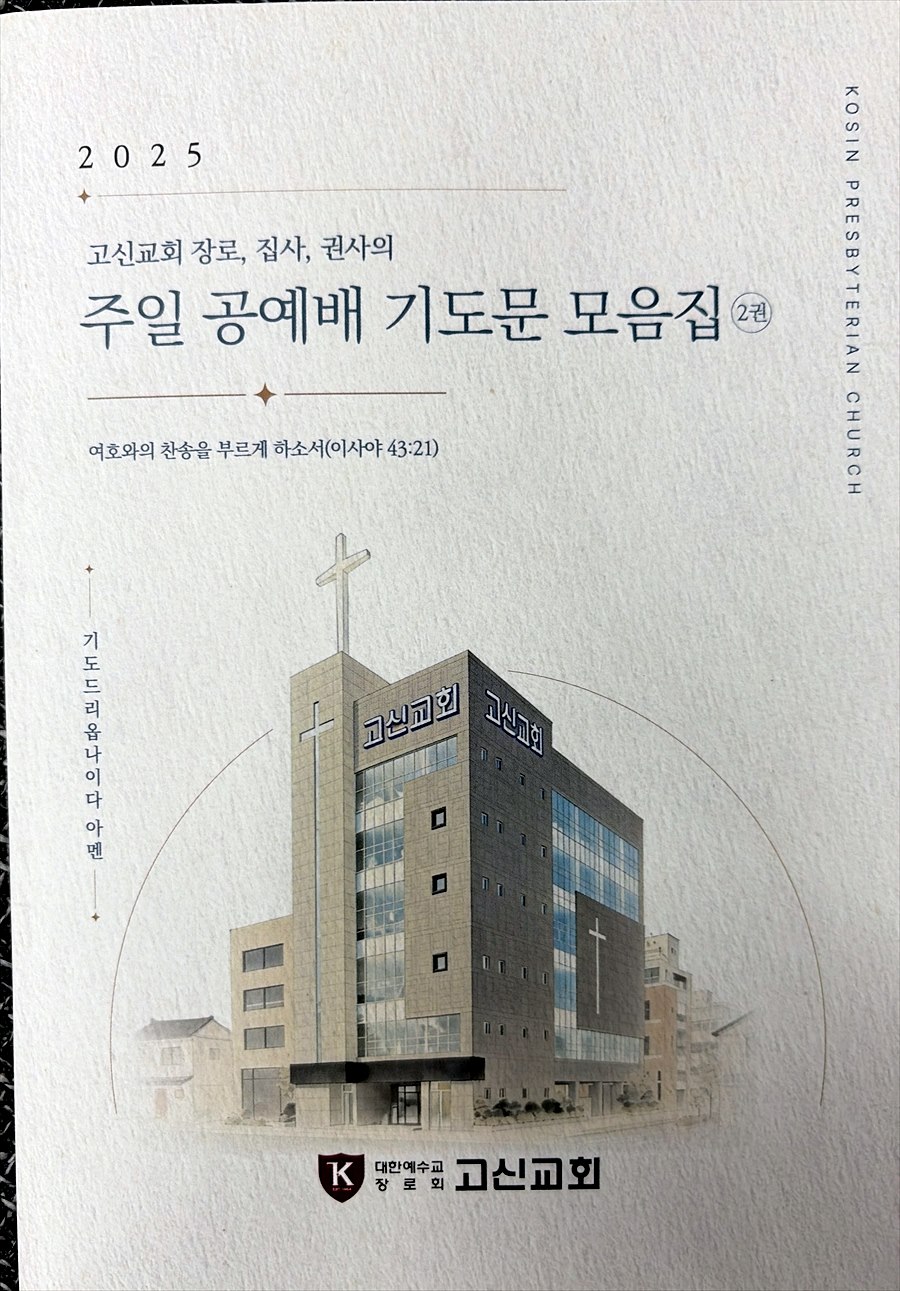 2025
고신교회 장로, 집사, 권사의
주일 공예배 기도문 모음집 2권
여호와의 찬송을 부르게 하소서(이사야 43:21)
KOSIN PRESBYTERIAN CHURCH
기도드리옵나이다 아멘
고신교회
고신교회
K
대한예수교
장로회
고신교회